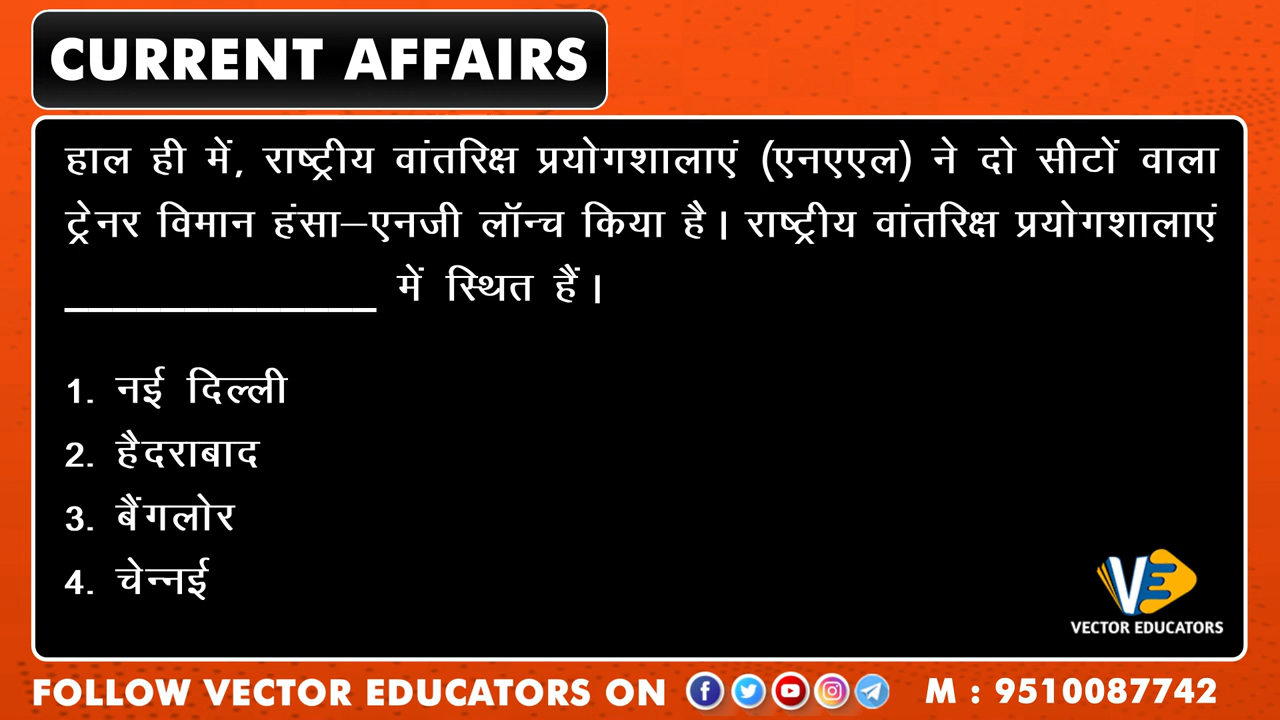 CURRENT AFFAIRS
हाल ही में, राष्ट्रीय वांतरिक्ष प्रयोगशालाएं (एनएएल) ने दो सीटों वाला
ट्रेनर विमान हंसा–एनजी लॉन्च किया है। राष्ट्रीय वांतरिक्ष प्रयोगशालाएं
_____________ में स्थित हैं।
1. नई दिल्ली
2. हैदराबाद
3. बैंगलोर
4. चेन्नई
VE
VECTOR EDUCATORS
FOLLOW VECTOR EDUCATORS ON M : 9510087742